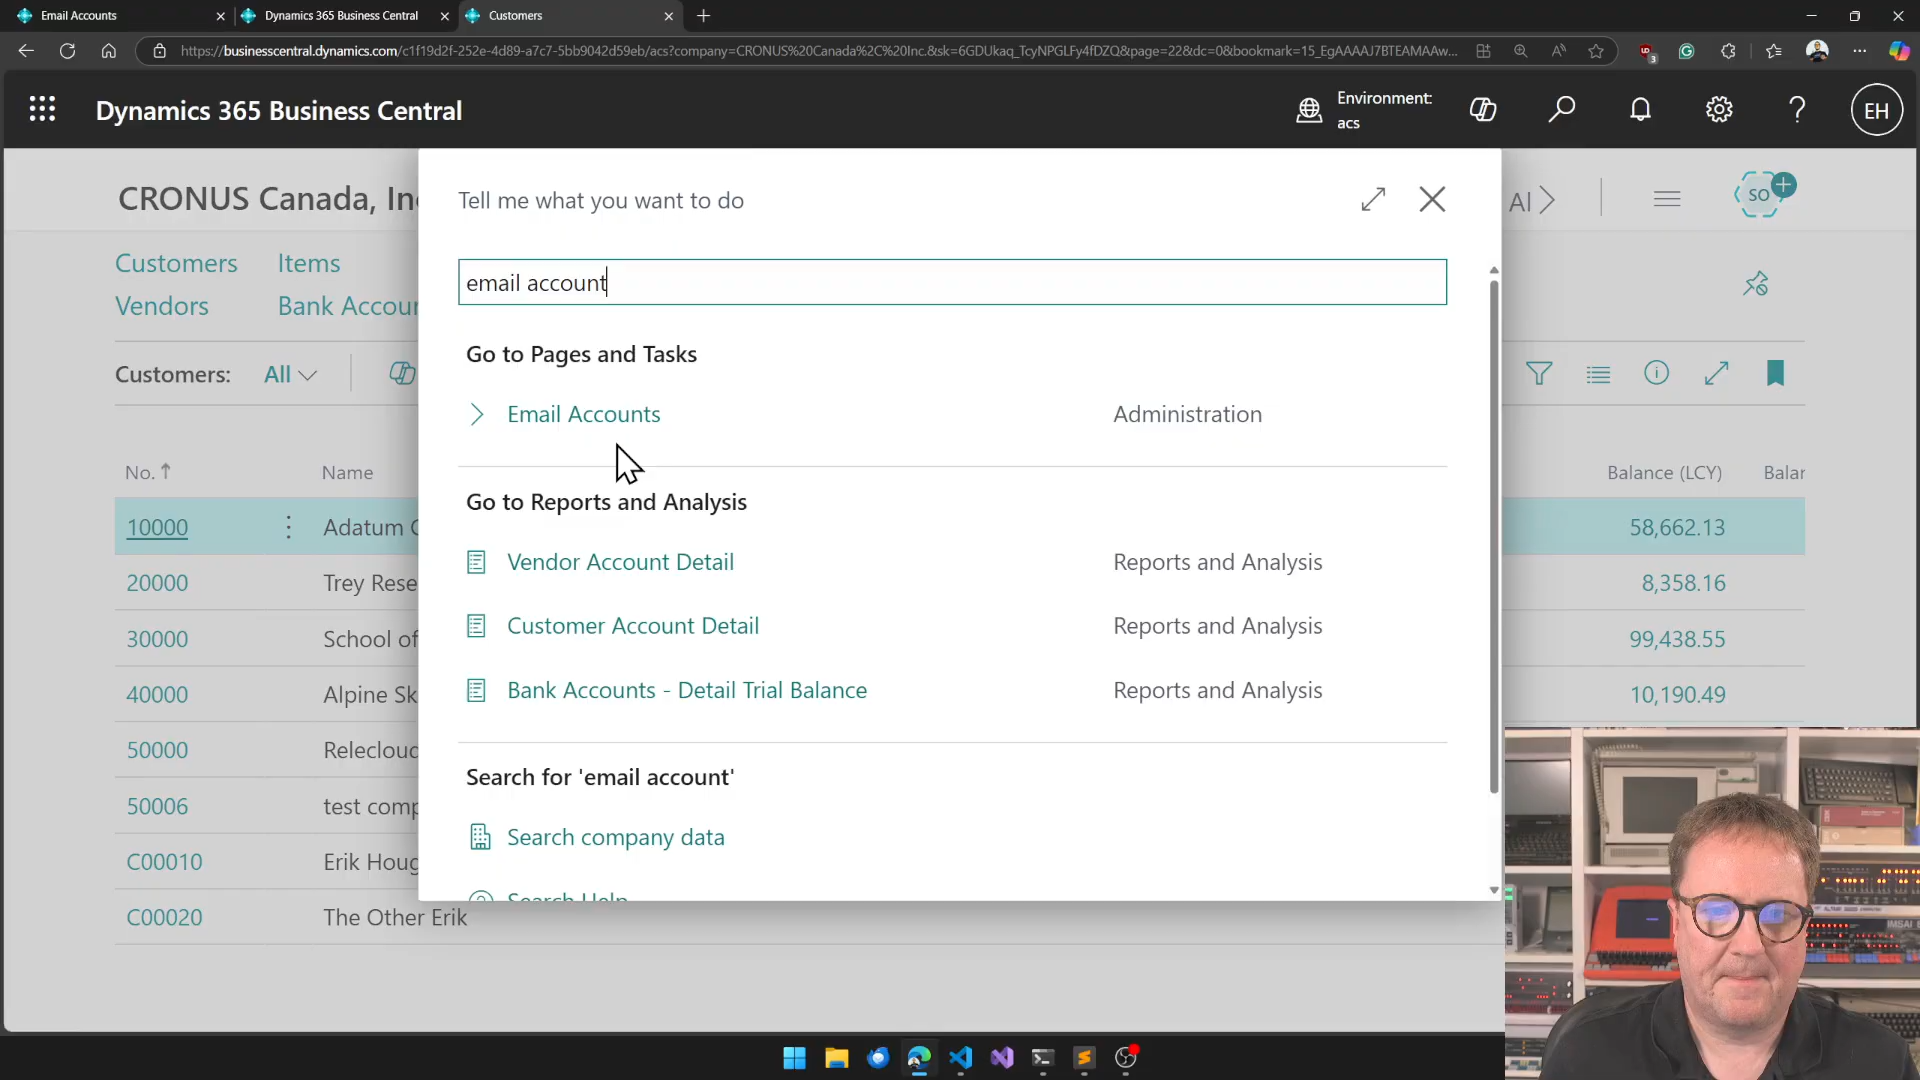 Email Accounts
Dynamics 365 Business Central
Customers
https://businesscentral.dynamics.com/c1f19d2f-252e-4d89-a7c7-5bb9042d59eb/acs?company=CRONUS%20Canada%2C%20Inc.&sk=6GDUkaq_TcyNPGLFy4fDZQ&page=22&dc=0&bookmark=15_EgAAAAJ7BTEAMAAw...
3
Dynamics 365 Business Central
Environment:
acs
EH
CRONUS Canada, In
Tell me what you want to do
AI
SO
Customers Items
Vendors Bank Accoun
email account
Customers: All
Go to Pages and Tasks
Email Accounts Administration
No. ↑ Name
Balance (LCY) Balar
Go to Reports and Analysis
10000 Adatum C 58,662.13
Vendor Account Detail Reports and Analysis
20000 Trey Rese 8,358.16
Customer Account Detail Reports and Analysis
30000 School of 99,438.55
Bank Accounts - Detail Trial Balance Reports and Analysis
40000 Alpine Sk 10,190.49
50000 Relecloud
Search for 'email account'
50006 test comp
Search company data
C00010 Erik Houg
Search Help
C00020 The Other Erik
IMSAI